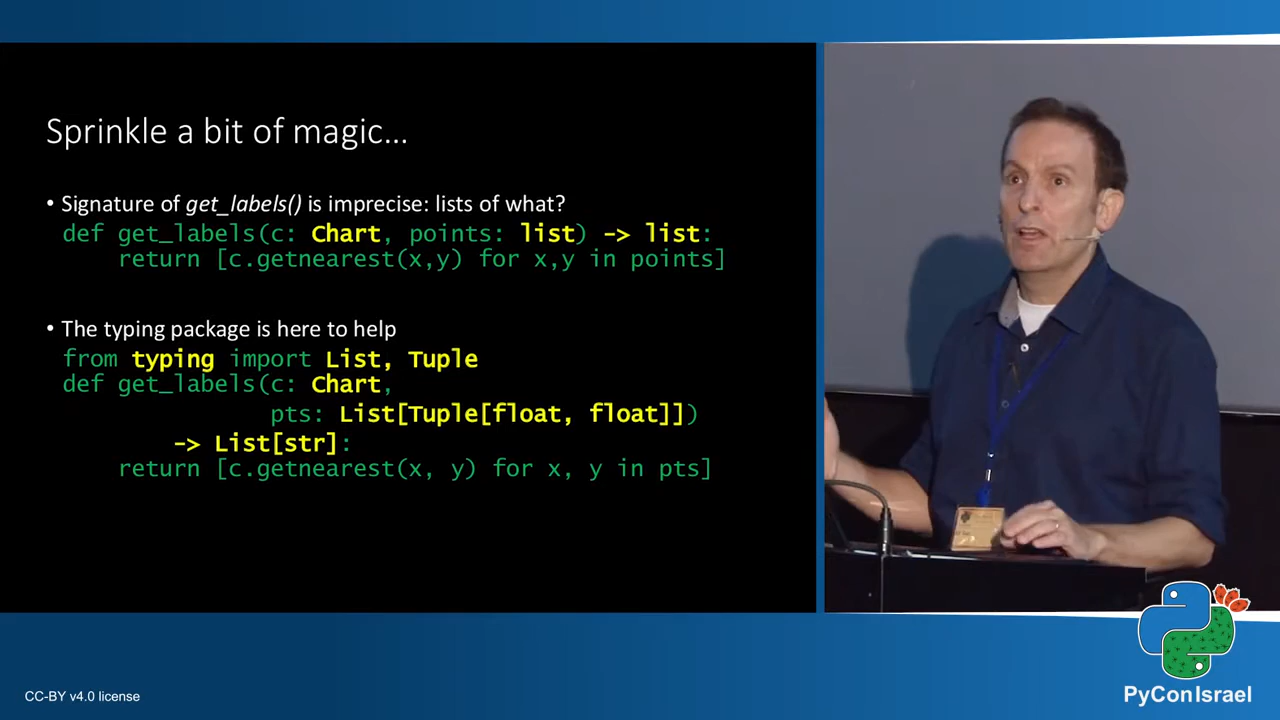 Sprinkle a bit of magic...
• Signature of get_labels() is imprecise: lists of what?
def get_labels(c: Chart, points: list) -> list:
return [c.getnearest(x,y) for x,y in points]
• The typing package is here to help
from typing import List, Tuple
def get_labels(c: Chart,
pts: List[Tuple[float, float]])
-> List[str]:
return [c.getnearest(x, y) for x, y in pts]
CC-BY v4.0 license
PyConIsrael